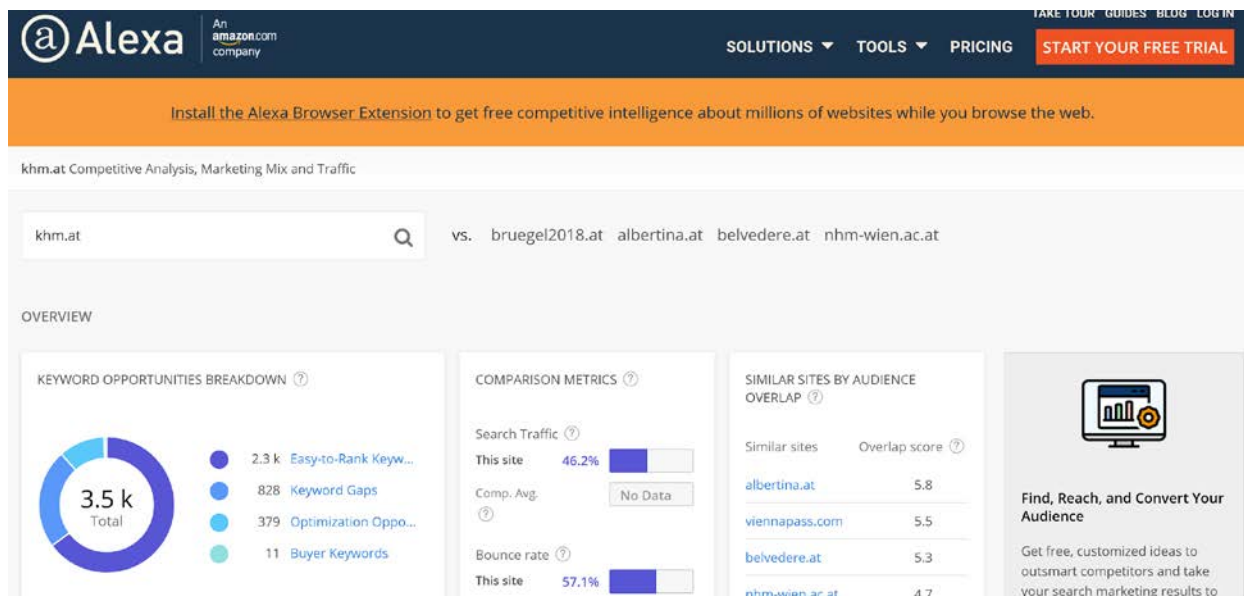 TAKE TOUR GUIDES BLOG LOG IN
a Alexa
An
amazon.com
company
SOLUTIONS TOOLS PRICING START YOUR FREE TRIAL
Install the Alexa Browser Extension to get free competitive intelligence about millions of websites while you browse the web.
khm.at Competitive Analysis, Marketing Mix and Traffic
khm.at
vs. bruegel2018.at albertina.at belvedere.at nhm-wien.ac.at
OVERVIEW
KEYWORD OPPORTUNITIES BREAKDOWN ?
3.5 k
Total
2.3 k Easy-to-Rank Keyw...
828 Keyword Gaps
379 Optimization Oppo...
11 Buyer Keywords
COMPARISON METRICS ?
Search Traffic ?
This site 46.2%
Comp. Avg. No Data
?
Bounce rate ?
This site 57.1%
SIMILAR SITES BY AUDIENCE
OVERLAP ?
Similar sites Overlap score ?
albertina.at 5.8
viennapass.com 5.5
belvedere.at 5.3
nhm-wien.ac.at 4.7
Find, Reach, and Convert Your
Audience
Get free, customized ideas to
outsmart competitors and take
your search marketing results to